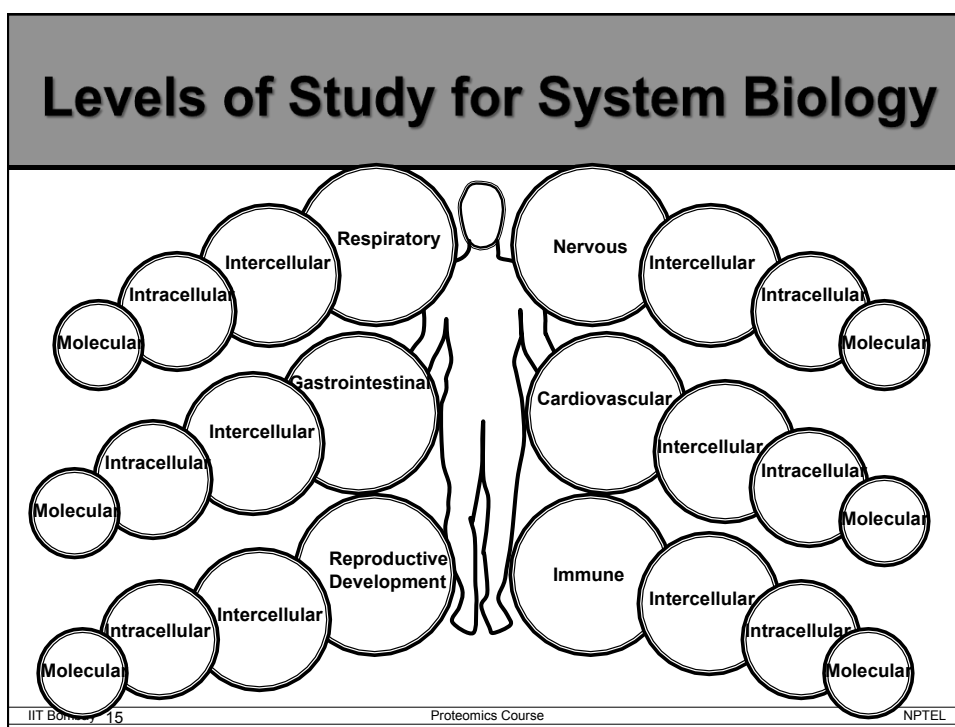 Levels of Study for System Biology
Respiratory
Intercellular
Intracellular
Molecular
Nervous
Intercellular
Intracellular
Molecular
Gastrointestinal
Intercellular
Intracellular
Molecular
Cardiovascular
Intercellular
Intracellular
Molecular
Reproductive
Development
Intercellular
Intracellular
Molecular
Immune
Intercellular
Intracellular
Molecular
IIT 15
Proteomics Course
NPTEL